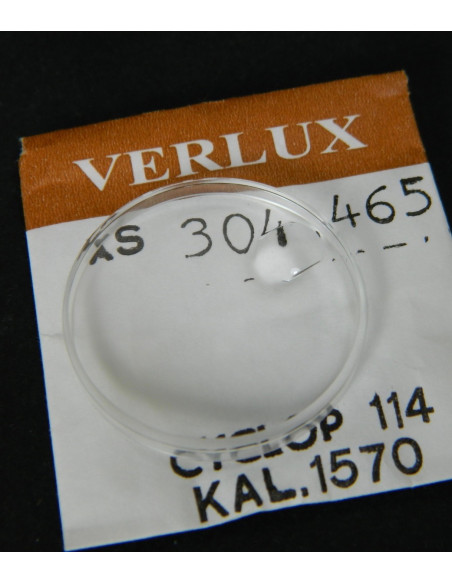 VERLUX
XS 304.465
CYCLOP 114
KAL.1570